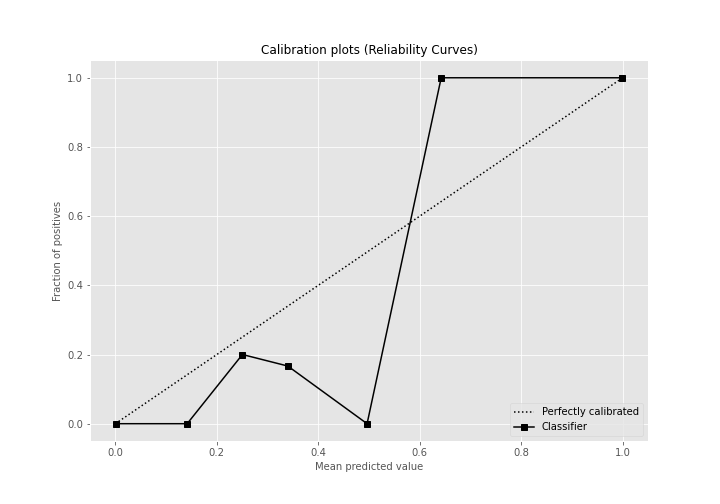 Calibration plots (Reliability Curves)
1.0
0.8
0.6
0.4
0.2
0.0
Fraction of positives
0.0 0.2 0.4 0.6 0.8 1.0
Mean predicted value
Perfectly calibrated
Classifier